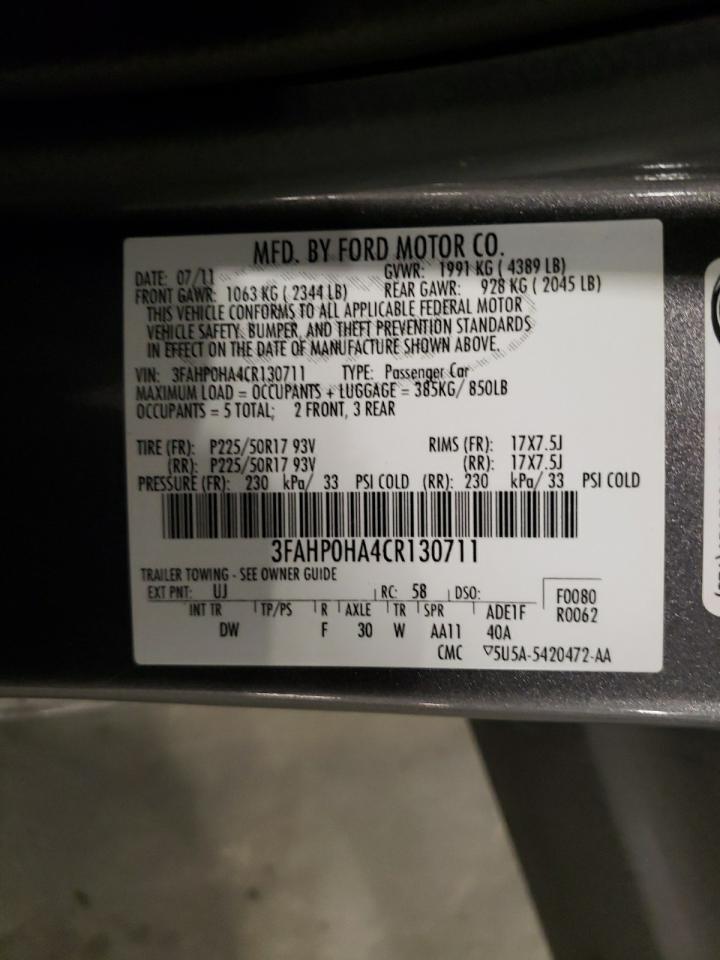 MFD. BY FORD MOTOR CO.
DATE: 07/11 GVWR: 1991 KG ( 4389 LB)
FRONT GAWR: 1063 KG ( 2344 LB) REAR GAWR: 928 KG ( 2045 LB)
THIS VEHICLE CONFORMS TO ALL APPLICABLE FEDERAL MOTOR
VEHICLE SAFETY, BUMPER, AND THEFT PREVENTION STANDARDS
IN EFFECT ON THE DATE OF MANUFACTURE SHOWN ABOVE.
VIN: 3FAHP0HA4CR130711 TYPE: Passenger Car
MAXIMUM LOAD = OCCUPANTS + LUGGAGE = 385KG/ 850LB
OCCUPANTS = 5 TOTAL; 2 FRONT, 3 REAR
TIRE (FR): P225/50R17 93V RIMS (FR): 17X7.5J
(RR): P225/50R17 93V (RR): 17X7.5J
PRESSURE (FR): 230 kPa/ 33 PSI COLD (RR): 230 kPa/ 33 PSI COLD
3FAHP0HA4CR130711
TRAILER TOWING - SEE OWNER GUIDE
EXT PNT: UJ RC: 58 DSO: F0080
INT TR TP/PS R AXLE TR SPR ADE1F R0062
DW F 30 W AA11 40A
CMC ▽5U5A-5420472-AA